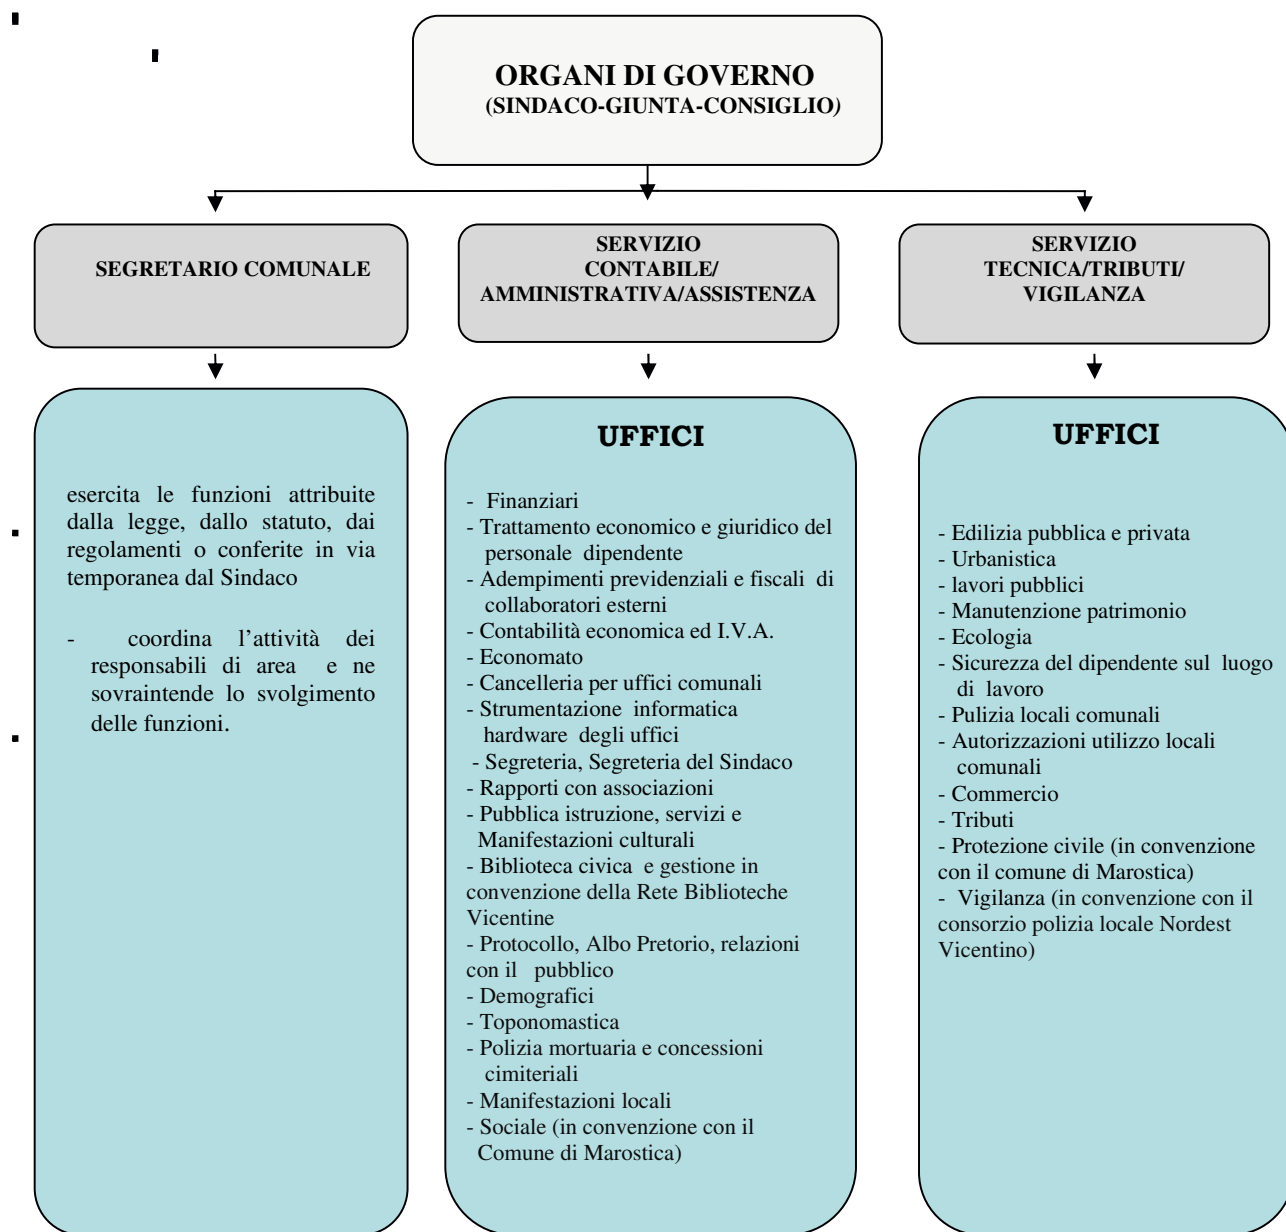 ORGANI DI GOVERNO
(SINDACO-GIUNTA-CONSIGLIO)
SEGRETARIO COMUNALE
SERVIZIO
CONTABILE/
AMMINISTRATIVA/ASSISTENZA
SERVIZIO
TECNICA/TRIBUTI/
VIGILANZA
esercita le funzioni attribuite
dalla legge, dallo statuto, dai
regolamenti o conferite in via
temporanea dal Sindaco
- coordina l’attività dei
responsabili di area e ne
sovraintende lo svolgimento
delle funzioni.
UFFICI
- Finanziari
- Trattamento economico e giuridico del
personale dipendente
- Adempimenti previdenziali e fiscali di
collaboratori esterni
- Contabilità economica ed I.V.A.
- Economato
- Cancelleria per uffici comunali
- Strumentazione informatica
hardware degli uffici
- Segreteria, Segreteria del Sindaco
- Rapporti con associazioni
- Pubblica istruzione, servizi e
Manifestazioni culturali
- Biblioteca civica e gestione in
convenzione della Rete Biblioteche
Vicentine
- Protocollo, Albo Pretorio, relazioni
con il pubblico
- Demografici
- Toponomastica
- Polizia mortuaria e concessioni
cimiteriali
- Manifestazioni locali
- Sociale (in convenzione con il
Comune di Marostica)
UFFICI
- Edilizia pubblica e privata
- Urbanistica
- lavori pubblici
- Manutenzione patrimonio
- Ecologia
- Sicurezza del dipendente sul luogo
di lavoro
- Pulizia locali comunali
- Autorizzazioni utilizzo locali
comunali
- Commercio
- Tributi
- Protezione civile (in convenzione
con il comune di Marostica)
- Vigilanza (in convenzione con il
consorzio polizia locale Nordest
Vicentino)